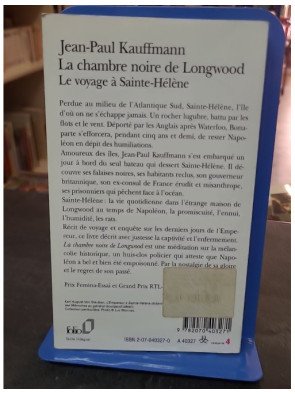 Jean-Paul Kauffmann
La chambre noire de Longwood
Le voyage à Sainte-Hélène
Perdue au milieu de l'Atlantique Sud, Sainte-Hélène, l'île
d'où on ne s'échappe jamais. Un rocher lugubre, battu par les
flots et le vent. Déporté par les Anglais après Waterloo, Bona-
parte s'efforcera, pendant cinq ans et demi, de rester Napo-
léon en dépit des humiliations.
Amoureux des îles, Jean-Paul Kauffmann s'est embarqué un
jour à bord du seul bateau qui dessert Sainte-Hélène. Il dé-
couvre ses falaises noires, ses habitants reclus, son gouverneur
britannique, son ex-consul de France érudit et misanthrope,
ses prisonniers qui pêchent face à l'océan.
Sainte-Hélène : la vie quotidienne dans l'étrange manoir de
Longwood au temps de Napoléon, la promiscuité, l'ennui,
l'humidité, les rats.
Récit de voyage et enquête sur les derniers jours de l'Empe-
reur, ce livre décrit avec justesse la captivité et l'enfermement.
La chambre noire de Longwood est une méditation sur la mélan-
colie historique, un huis-clos policier qui atteste que Napo-
léon a bel et bien été empoisonné. Par la nostalgie de sa gloire
et le regret de son passé.
Prix Femina-Essai et Grand Prix RTL-
folio
Texte intégral
9 782070 403271
ISBN 2-07-040327-0
A 40327
catégorie 4